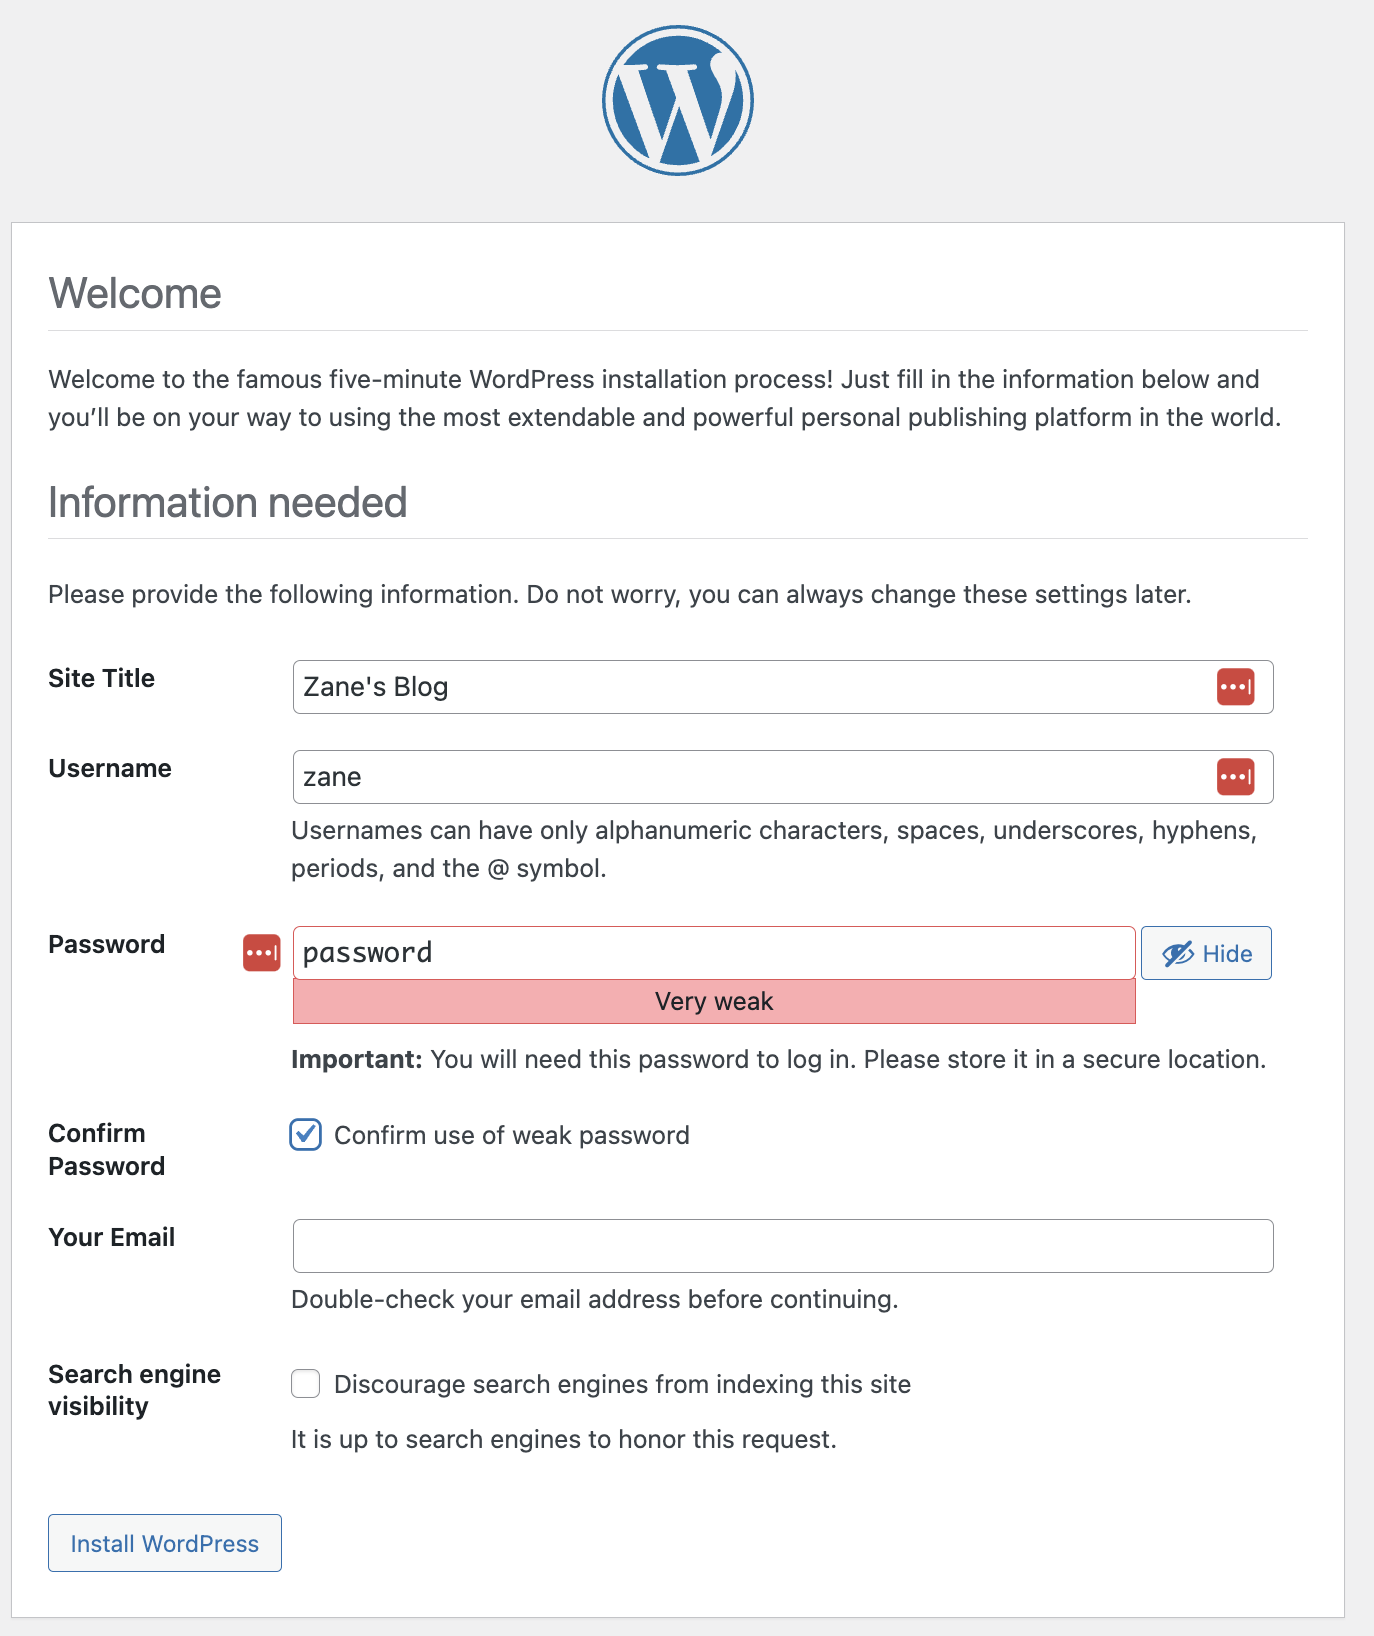 Welcome
Welcome to the famous five-minute WordPress installation process! Just fill in the information below and
you’ll be on your way to using the most extendable and powerful personal publishing platform in the world.
Information needed
Please provide the following information. Do not worry, you can always change these settings later.
Site Title
Zane's Blog
Username
zane
Usernames can have only alphanumeric characters, spaces, underscores, hyphens,
periods, and the @ symbol.
Password
password
Hide
Very weak
Important: You will need this password to log in. Please store it in a secure location.
Confirm
Password
Confirm use of weak password
Your Email
Double-check your email address before continuing.
Search engine
visibility
Discourage search engines from indexing this site
It is up to search engines to honor this request.
Install WordPress